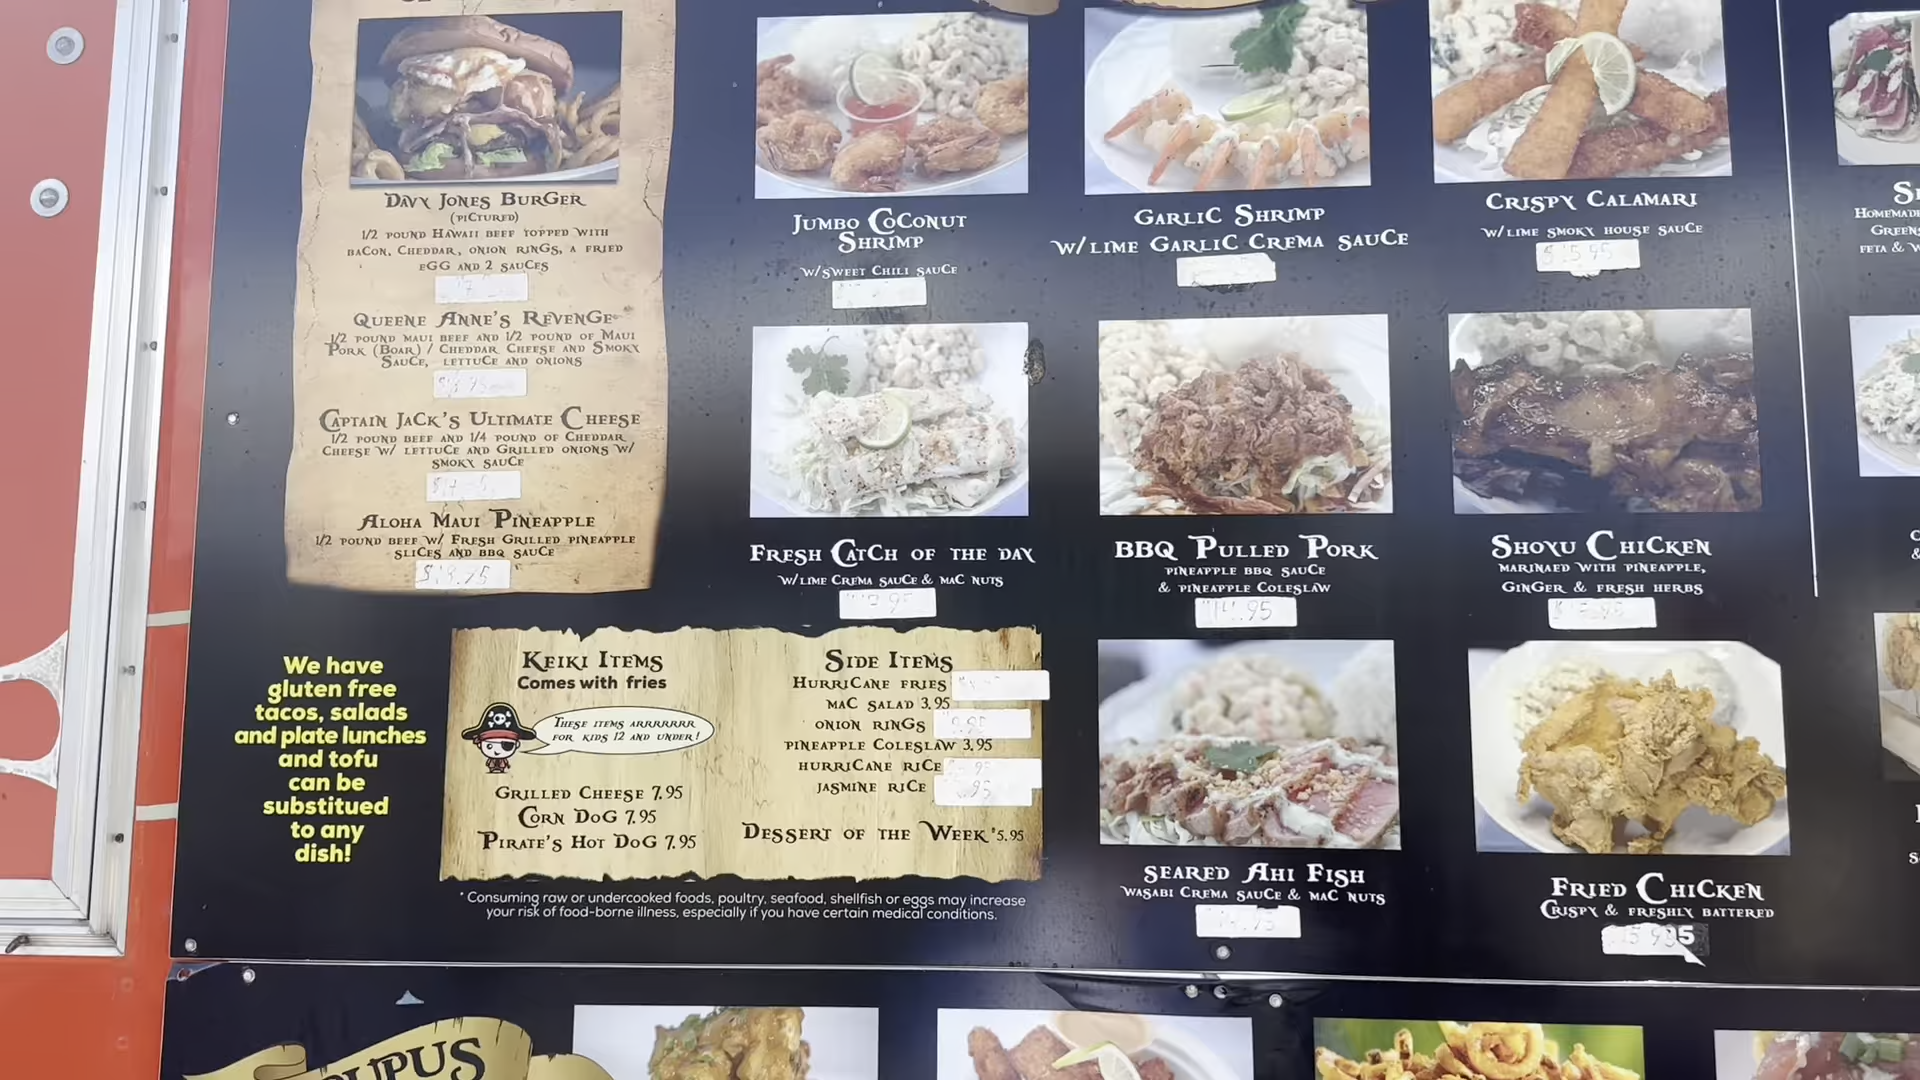 Davy Jones Burger
(pictured)
1/2 pound Hawaii beef topped with
bacon, cheddar, onion rings, a fried
egg and 2 sauces
Queene Anne's Revenge
1/2 pound Maui beef and 1/2 pound of Maui
Pork (Boar) / Cheddar Cheese and Smoky
Sauce, lettuce and onions
Captain Jack's Ultimate Cheese
1/2 pound beef and 1/4 pound of Cheddar
Cheese w/ lettuce and Grilled onions w/
smoky sauce
Aloha Maui Pineapple
1/2 pound beef w/ Fresh Grilled pineapple
slices and bbq sauce
$19.75
Jumbo Coconut
Shrimp
w/sweet Chili sauce
Garlic Shrimp
w/Lime Garlic Crema Sauce
Crispy Calamari
w/lime smoky house sauce
$15.95
Fresh Catch of the day
w/Lime Crema sauce & mac nuts
BBQ Pulled Pork
pineapple bbq sauce
& pineapple coleslaw
14.95
Shoyu Chicken
marinaed with pineapple,
ginger & fresh herbs
Seared Ahi Fish
wasabi Crema sauce & mac nuts
Fried Chicken
Crispy & freshly battered
We have
gluten free
tacos, salads
and plate lunches
and tofu
can be
substitued
to any
dish!
Keiki Items
Comes with fries
These items arrrrrrr
for kids 12 and under!
Grilled Cheese 7.95
Corn Dog 7.95
Pirate's Hot Dog 7.95
Side Items
Hurricane fries
mac salad 3.95
onion rings
pineapple Coleslaw 3.95
hurricane rice
jasmine rice
Dessert of the Week $5.95
* Consuming raw or undercooked foods, poultry, seafood, shellfish or eggs may increase
your risk of food-borne illness, especially if you have certain medical conditions.
Homemade
Greens
feta &